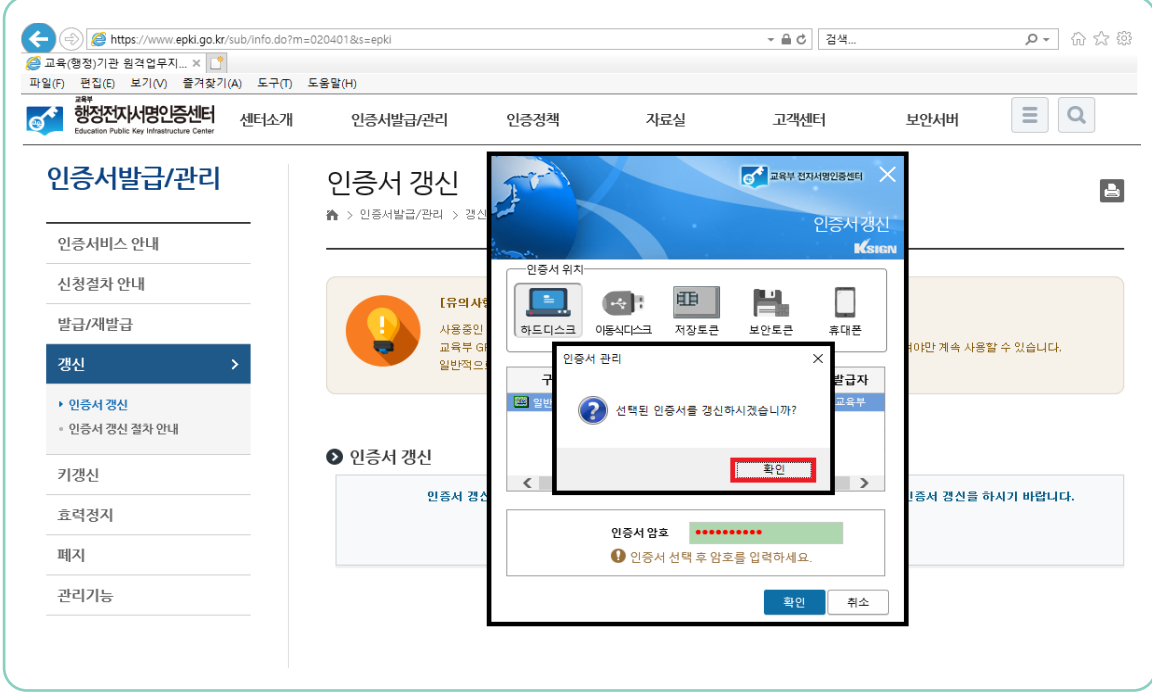 https://www.epki.go.kr/sub/info.do?m=020401&s=epki
검색...
교육(행정)기관 원격업무지...
파일(F) 편집(E) 보기(V) 즐겨찾기(A) 도구(T) 도움말(H)
교육부
행정전자서명인증센터
Education Public Key Infrastructure Center
센터소개 인증서발급/관리 인증정책 자료실 고객센터 보안서버
인증서발급/관리
인증서비스 안내
신청절차 안내
발급/재발급
갱신
인증서 갱신
인증서 갱신 절차 안내
키갱신
효력정지
폐지
관리기능
인증서 갱신
> 인증서발급/관리 > 갱신
[유의사항
사용중인
교육부
일반적으
야만 계속 사용할 수 있습니다.
인증서 갱신
인증서 갱신
인증서 갱신을 하시기 바랍니다.
교육부 전자서명인증센터
인증서갱신
KSIGN
인증서 위치
하드디스크 이동식디스크 저장토큰 보안토큰 휴대폰
구 발급자
일반 교육부
인증서 관리
선택된 인증서를 갱신하시겠습니까?
확인
인증서 암호 ●●●●●●●●●●
인증서 선택 후 암호를 입력하세요.
확인 취소